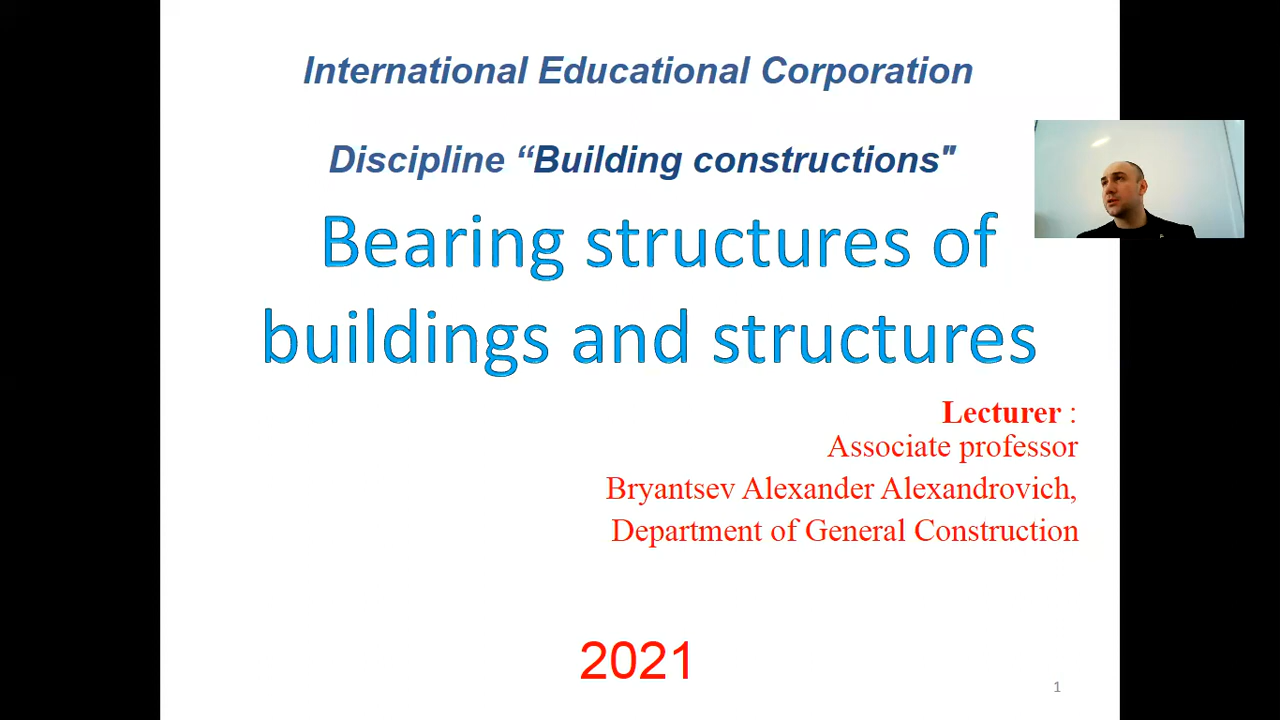 International Educational Corporation
Discipline “Building constructions"
Bearing structures of
buildings and structures
Lecturer :
Associate professor
Bryantsev Alexander Alexandrovich,
Department of General Construction
2021
1